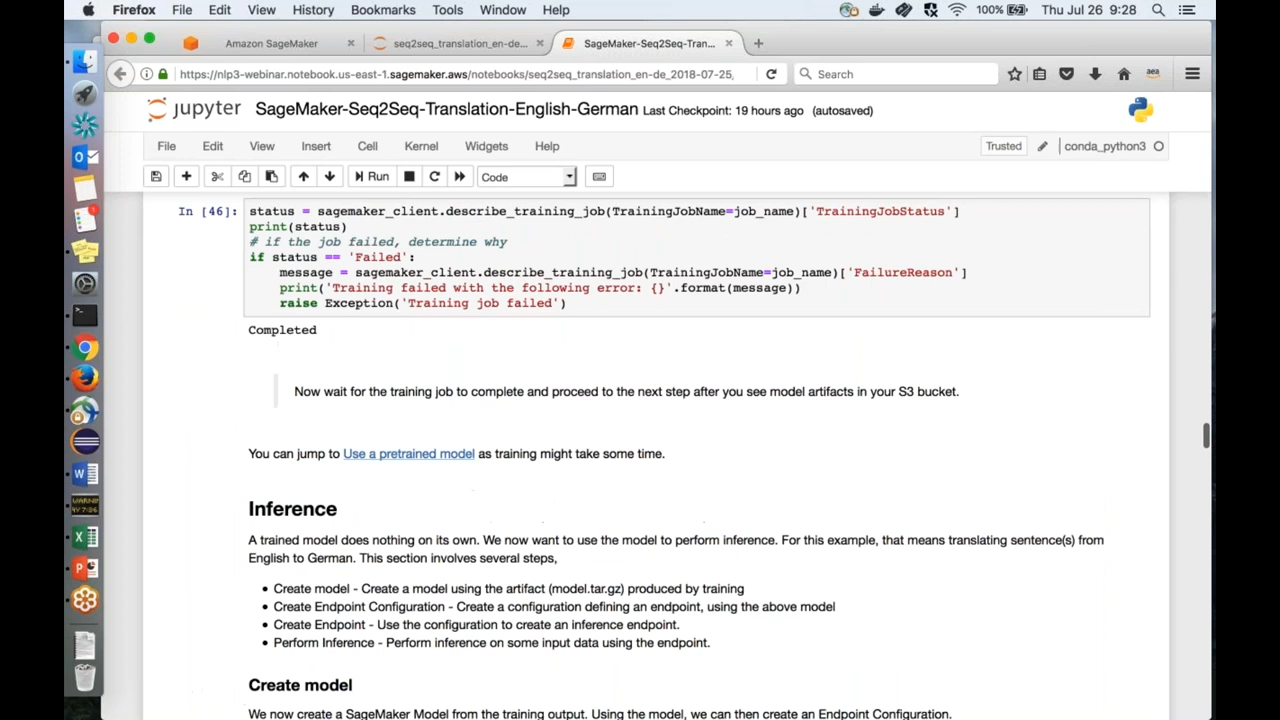 Firefox File Edit View History Bookmarks Tools Window Help 100% Thu Jul 26 9:28
Amazon SageMaker
seq2seq_translation_en-de...
SageMaker-Seq2Seq-Tran...
https://nlp3-webinar.notebook.us-east-1.sagemaker.aws/notebooks/seq2seq_translation_en-de_2018-07-25,
Search
aea
jupyter SageMaker-Seq2Seq-Translation-English-German Last Checkpoint: 19 hours ago (autosaved)
File Edit View Insert Cell Kernel Widgets Help Trusted conda_python3
Run Code
In [46]: status = sagemaker_client.describe_training_job(TrainingJobName=job_name)['TrainingJobStatus']
print(status)
# if the job failed, determine why
if status == 'Failed':
message = sagemaker_client.describe_training_job(TrainingJobName=job_name)['FailureReason']
print('Training failed with the following error: {}'.format(message))
raise Exception('Training job failed')
Completed
Now wait for the training job to complete and proceed to the next step after you see model artifacts in your S3 bucket.
You can jump to Use a pretrained model as training might take some time.
Inference
A trained model does nothing on its own. We now want to use the model to perform inference. For this example, that means translating sentence(s) from
English to German. This section involves several steps,
• Create model - Create a model using the artifact (model.tar.gz) produced by training
• Create Endpoint Configuration - Create a configuration defining an endpoint, using the above model
• Create Endpoint - Use the configuration to create an inference endpoint.
• Perform Inference - Perform inference on some input data using the endpoint.
Create model
We now create a SageMaker Model from the training output. Using the model, we can then create an Endpoint Configuration.